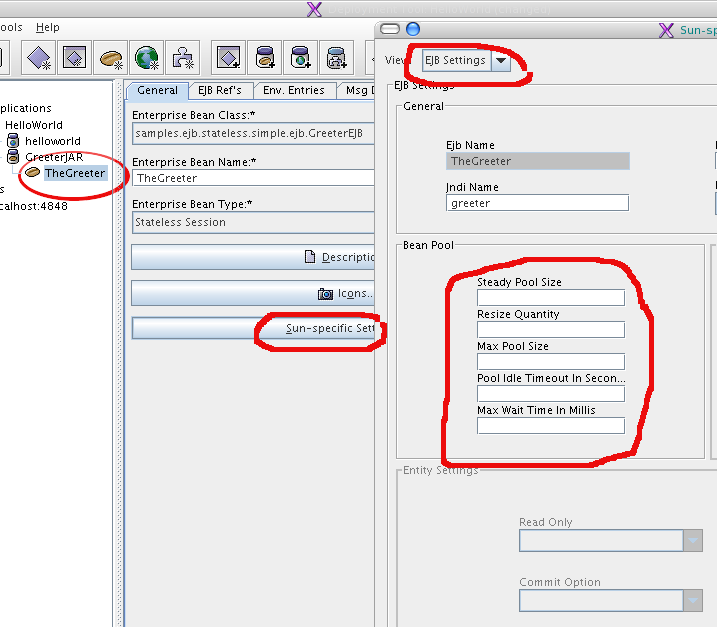 ools Help
plications
HelloWorld
helloworld
GreeterJAR
TheGreeter
s
calhost:4848
General EJB Ref's Env. Entries Msg D
Enterprise Bean Class:*
samples.ejb.stateless.simple.ejb.GreeterEJB
Enterprise Bean Name:*
TheGreeter
Enterprise Bean Type:*
Stateless Session
Descriptio
Icons..
Sun-specific Sett
Sun-sp
View EJB Settings
EJB Settings
General
Ejb Name
TheGreeter
Jndi Name
greeter
Bean Pool
Steady Pool Size
Resize Quantity
Max Pool Size
Pool Idle Timeout In Secon...
Max Wait Time In Millis
Entity Settings
Read Only
Commit Option